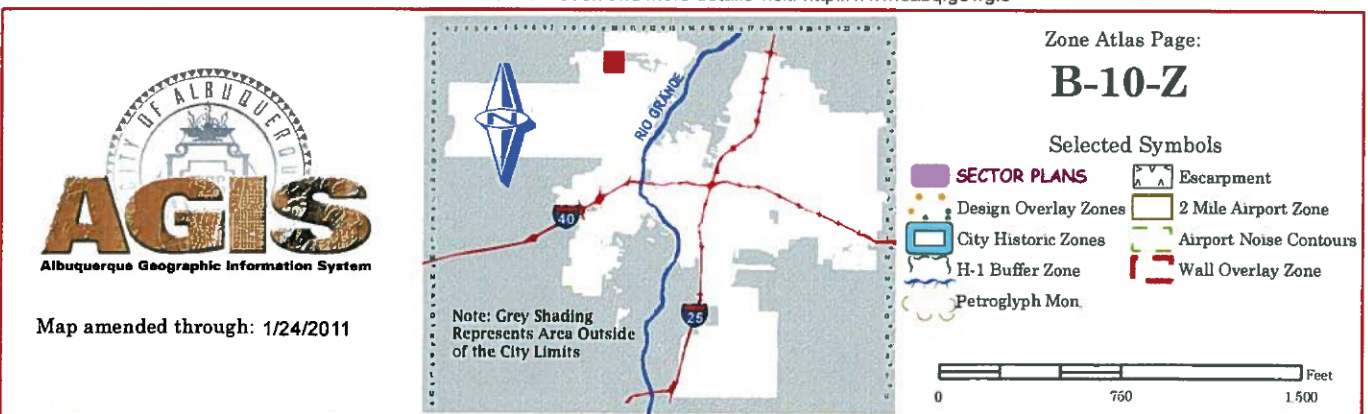 CITY OF ALBUQUERQUE
AGIS
Albuquerque Geographic Information System
Map amended through: 1/24/2011
RIO GRANDE
40
25
Note: Grey Shading
Represents Area Outside
of the City Limits
Zone Atlas Page:
B-10-Z
Selected Symbols
SECTOR PLANS
Design Overlay Zones
City Historic Zones
H-1 Buffer Zone
Petroglyph Mon.
Escarpment
2 Mile Airport Zone
Airport Noise Contours
Wall Overlay Zone
Feet
0 750 1,500